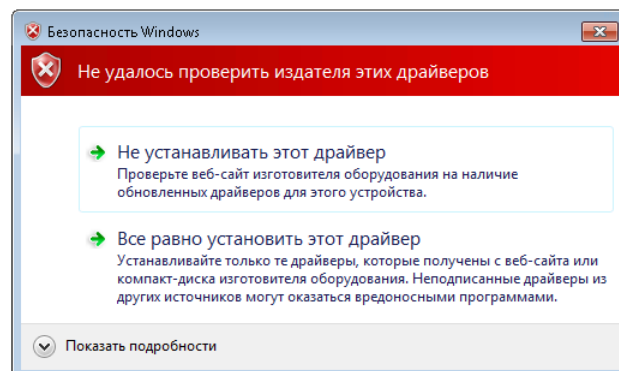 Безопасность Windows
Не удалось проверить издателя этих драйверов
Не устанавливать этот драйвер
Проверьте веб-сайт изготовителя оборудования на наличие
обновленных драйверов для этого устройства.
Все равно установить этот драйвер
Устанавливайте только те драйверы, которые получены с веб-сайта или
компакт-диска изготовителя оборудования. Неподписанные драйверы из
других источников могут оказаться вредоносными программами.
Показать подробности